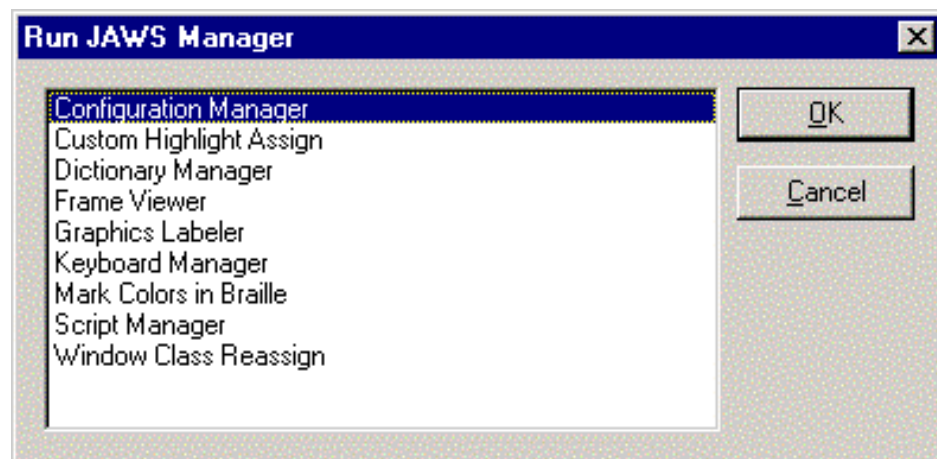 Run JAWS Manager
Configuration Manager
Custom Highlight Assign
Dictionary Manager
Frame Viewer
Graphics Labeler
Keyboard Manager
Mark Colors in Braille
Script Manager
Window Class Reassign
OK
Cancel